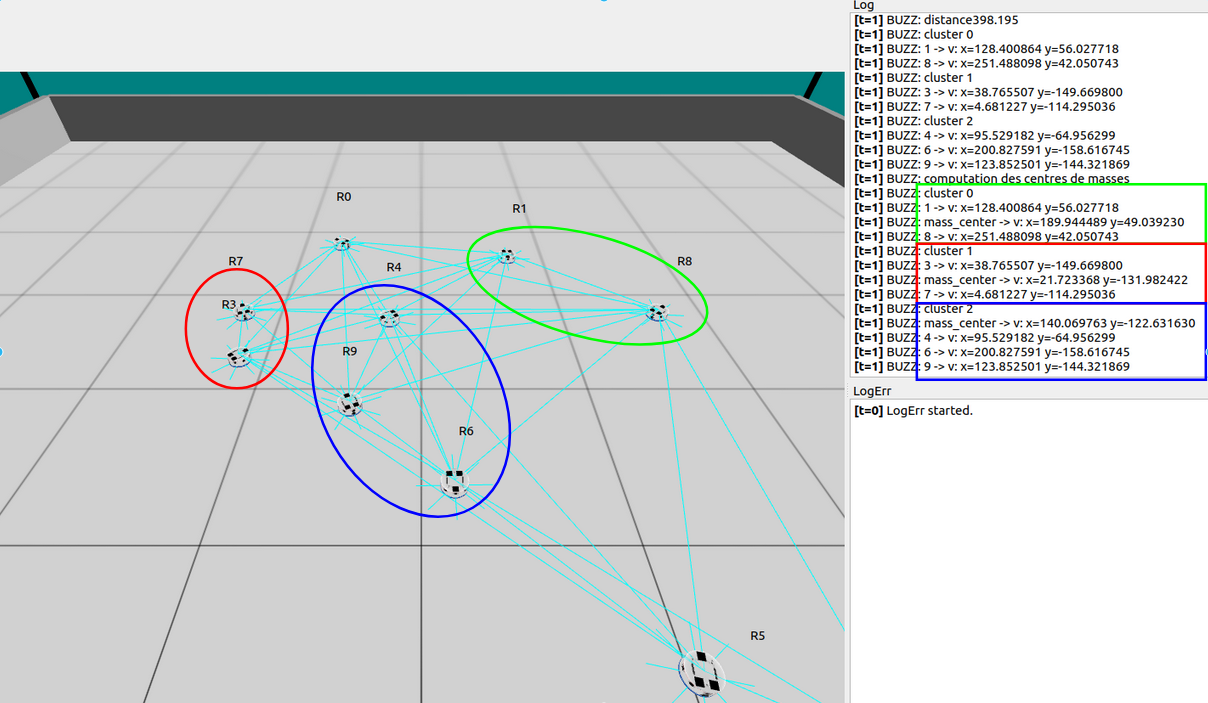 R0
R1
R4
R7
R8
R3
R9
R6
R5
Log
[t=1] BUZZ: distance398.195
[t=1] BUZZ: cluster 0
[t=1] BUZZ: 1 -> v: x=128.400864 y=56.027718
[t=1] BUZZ: 8 -> v: x=251.488098 y=42.050743
[t=1] BUZZ: cluster 1
[t=1] BUZZ: 3 -> v: x=38.765507 y=-149.669800
[t=1] BUZZ: 7 -> v: x=4.681227 y=-114.295036
[t=1] BUZZ: cluster 2
[t=1] BUZZ: 4 -> v: x=95.529182 y=-64.956299
[t=1] BUZZ: 6 -> v: x=200.827591 y=-158.616745
[t=1] BUZZ: 9 -> v: x=123.852501 y=-144.321869
[t=1] BUZZ: computation des centres de masses
[t=1] BUZZ: cluster 0
[t=1] BUZZ: 1 -> v: x=128.400864 y=56.027718
[t=1] BUZZ: mass_center -> v: x=189.944489 y=49.039230
[t=1] BUZZ: 8 -> v: x=251.488098 y=42.050743
[t=1] BUZZ: cluster 1
[t=1] BUZZ: 3 -> v: x=38.765507 y=-149.669800
[t=1] BUZZ: mass_center -> v: x=21.723368 y=-131.982422
[t=1] BUZZ: 7 -> v: x=4.681227 y=-114.295036
[t=1] BUZZ: cluster 2
[t=1] BUZZ: mass_center -> v: x=140.069763 y=-122.631630
[t=1] BUZZ: 4 -> v: x=95.529182 y=-64.956299
[t=1] BUZZ: 6 -> v: x=200.827591 y=-158.616745
[t=1] BUZZ: 9 -> v: x=123.852501 y=-144.321869
LogErr
[t=0] LogErr started.